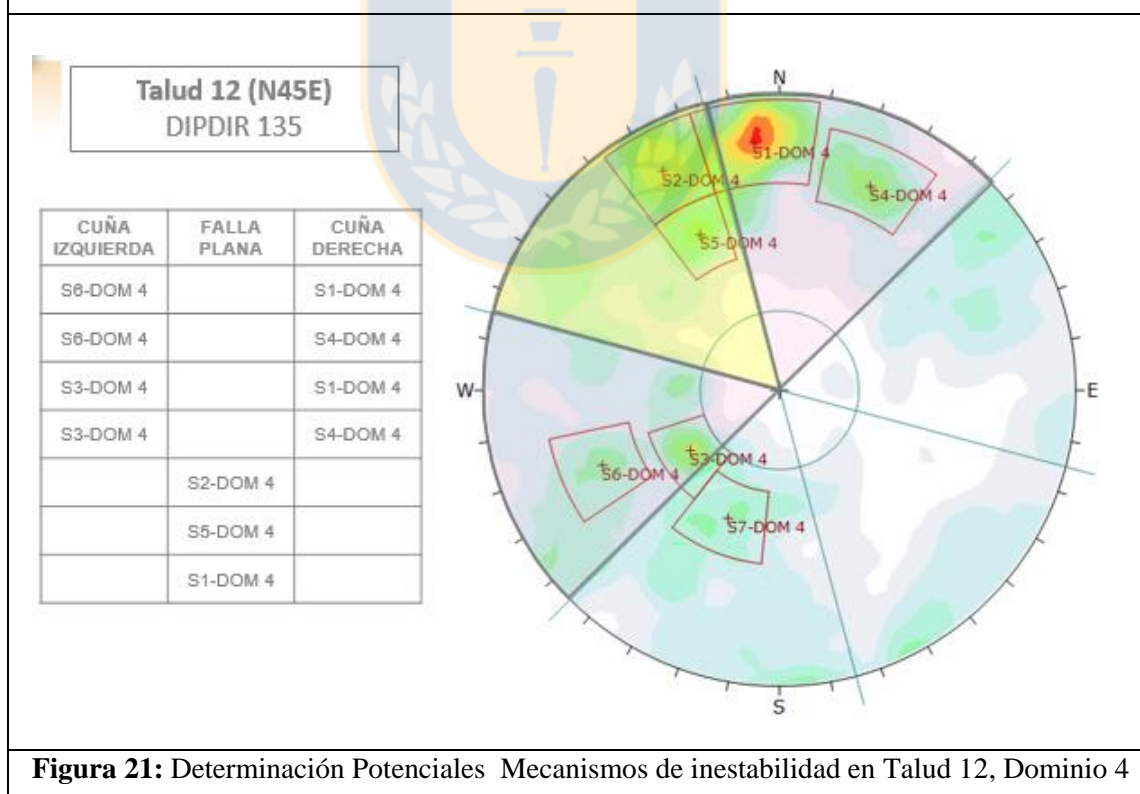 Talud 12 (N45E)
DIPDIR 135
CUÑA IZQUIERDA | FALLA PLANA | CUÑA DERECHA
S6-DOM 4 | | S1-DOM 4
S6-DOM 4 | | S4-DOM 4
S3-DOM 4 | | S1-DOM 4
S3-DOM 4 | | S4-DOM 4
| S2-DOM 4 |
| S5-DOM 4 |
| S1-DOM 4 |
N
S1-DOM 4
S2-DOM 4
S4-DOM 4
S5-DOM 4
W
E
S3-DOM 4
S6-DOM 4
S7-DOM 4
S
Figura 21: Determinación Potenciales Mecanismos de inestabilidad en Talud 12, Dominio 4